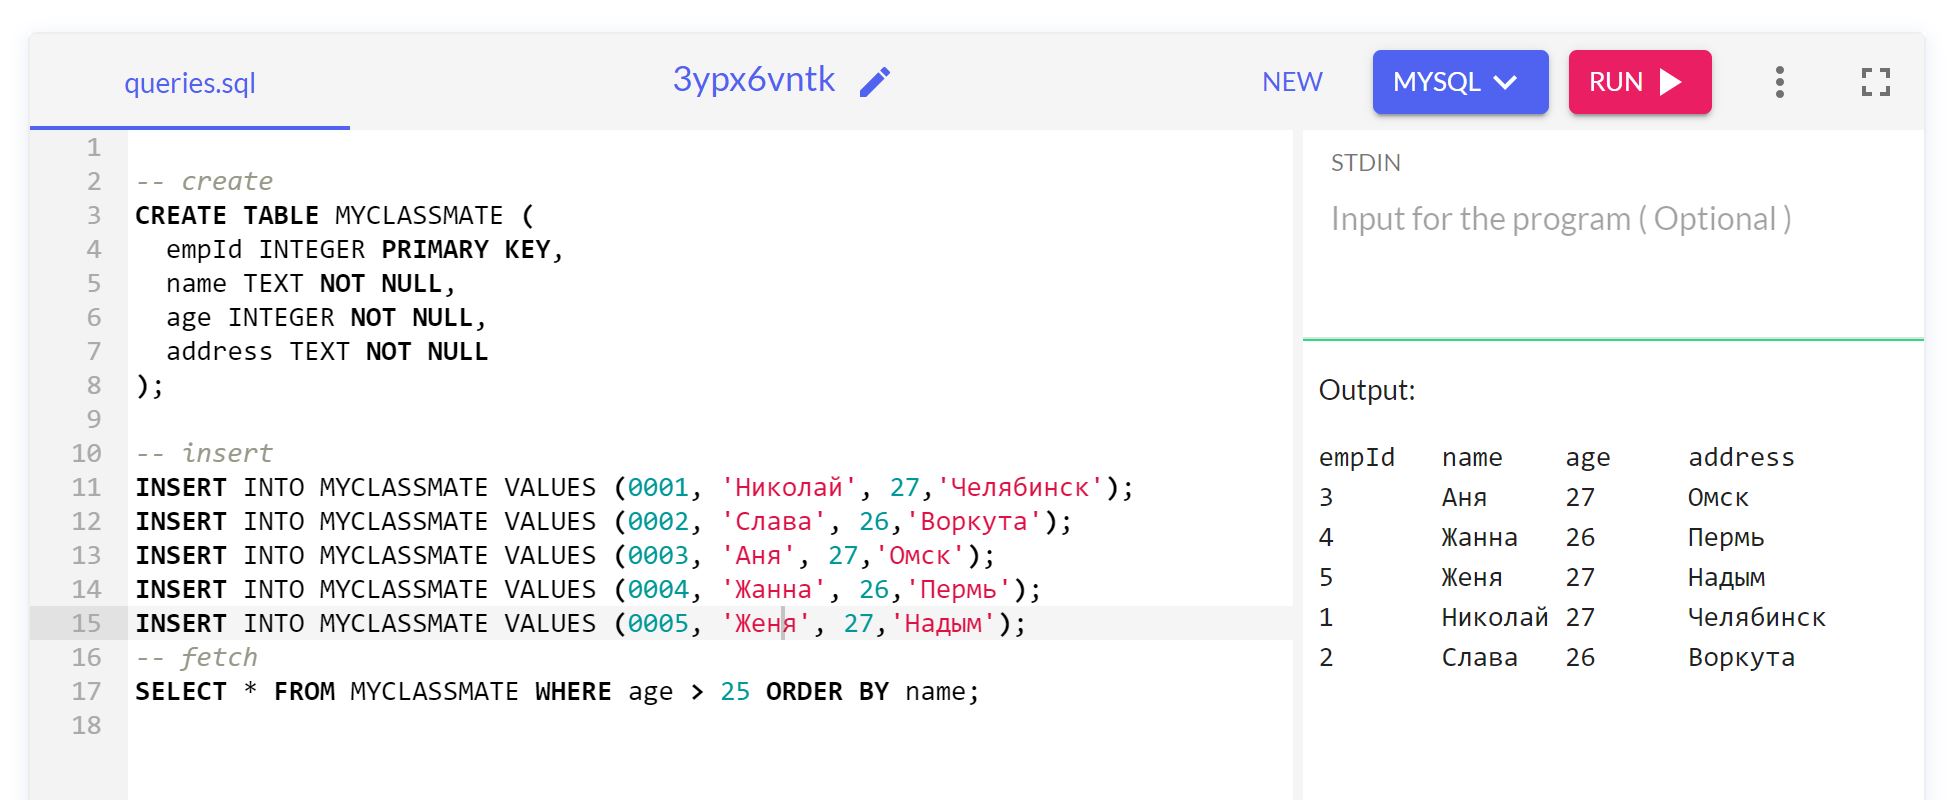 queries.sql
3ypx6vntk
NEW
MYSQL
RUN
1
2 -- create
3 CREATE TABLE MYCLASSMATE (
4 empId INTEGER PRIMARY KEY,
5 name TEXT NOT NULL,
6 age INTEGER NOT NULL,
7 address TEXT NOT NULL
8 );
9
10 -- insert
11 INSERT INTO MYCLASSMATE VALUES (0001, 'Николай', 27,'Челябинск');
12 INSERT INTO MYCLASSMATE VALUES (0002, 'Слава', 26,'Воркута');
13 INSERT INTO MYCLASSMATE VALUES (0003, 'Аня', 27,'Омск');
14 INSERT INTO MYCLASSMATE VALUES (0004, 'Жанна', 26,'Пермь');
15 INSERT INTO MYCLASSMATE VALUES (0005, 'Женя', 27,'Надым');
16 -- fetch
17 SELECT * FROM MYCLASSMATE WHERE age > 25 ORDER BY name;
18
STDIN
Input for the program ( Optional )
Output:
empId name age address
3 Аня 27 Омск
4 Жанна 26 Пермь
5 Женя 27 Надым
1 Николай 27 Челябинск
2 Слава 26 Воркута